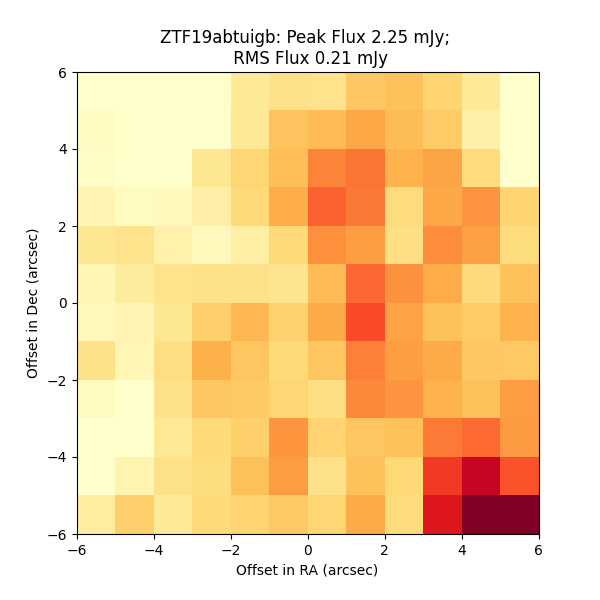 ZTF19abtuigb: Peak Flux 2.25 mJy;
RMS Flux 0.21 mJy
6
4
2
0
−2
−4
−6
Offset in Dec (arcsec)
−6 −4 −2 0 2 4 6
Offset in RA (arcsec)